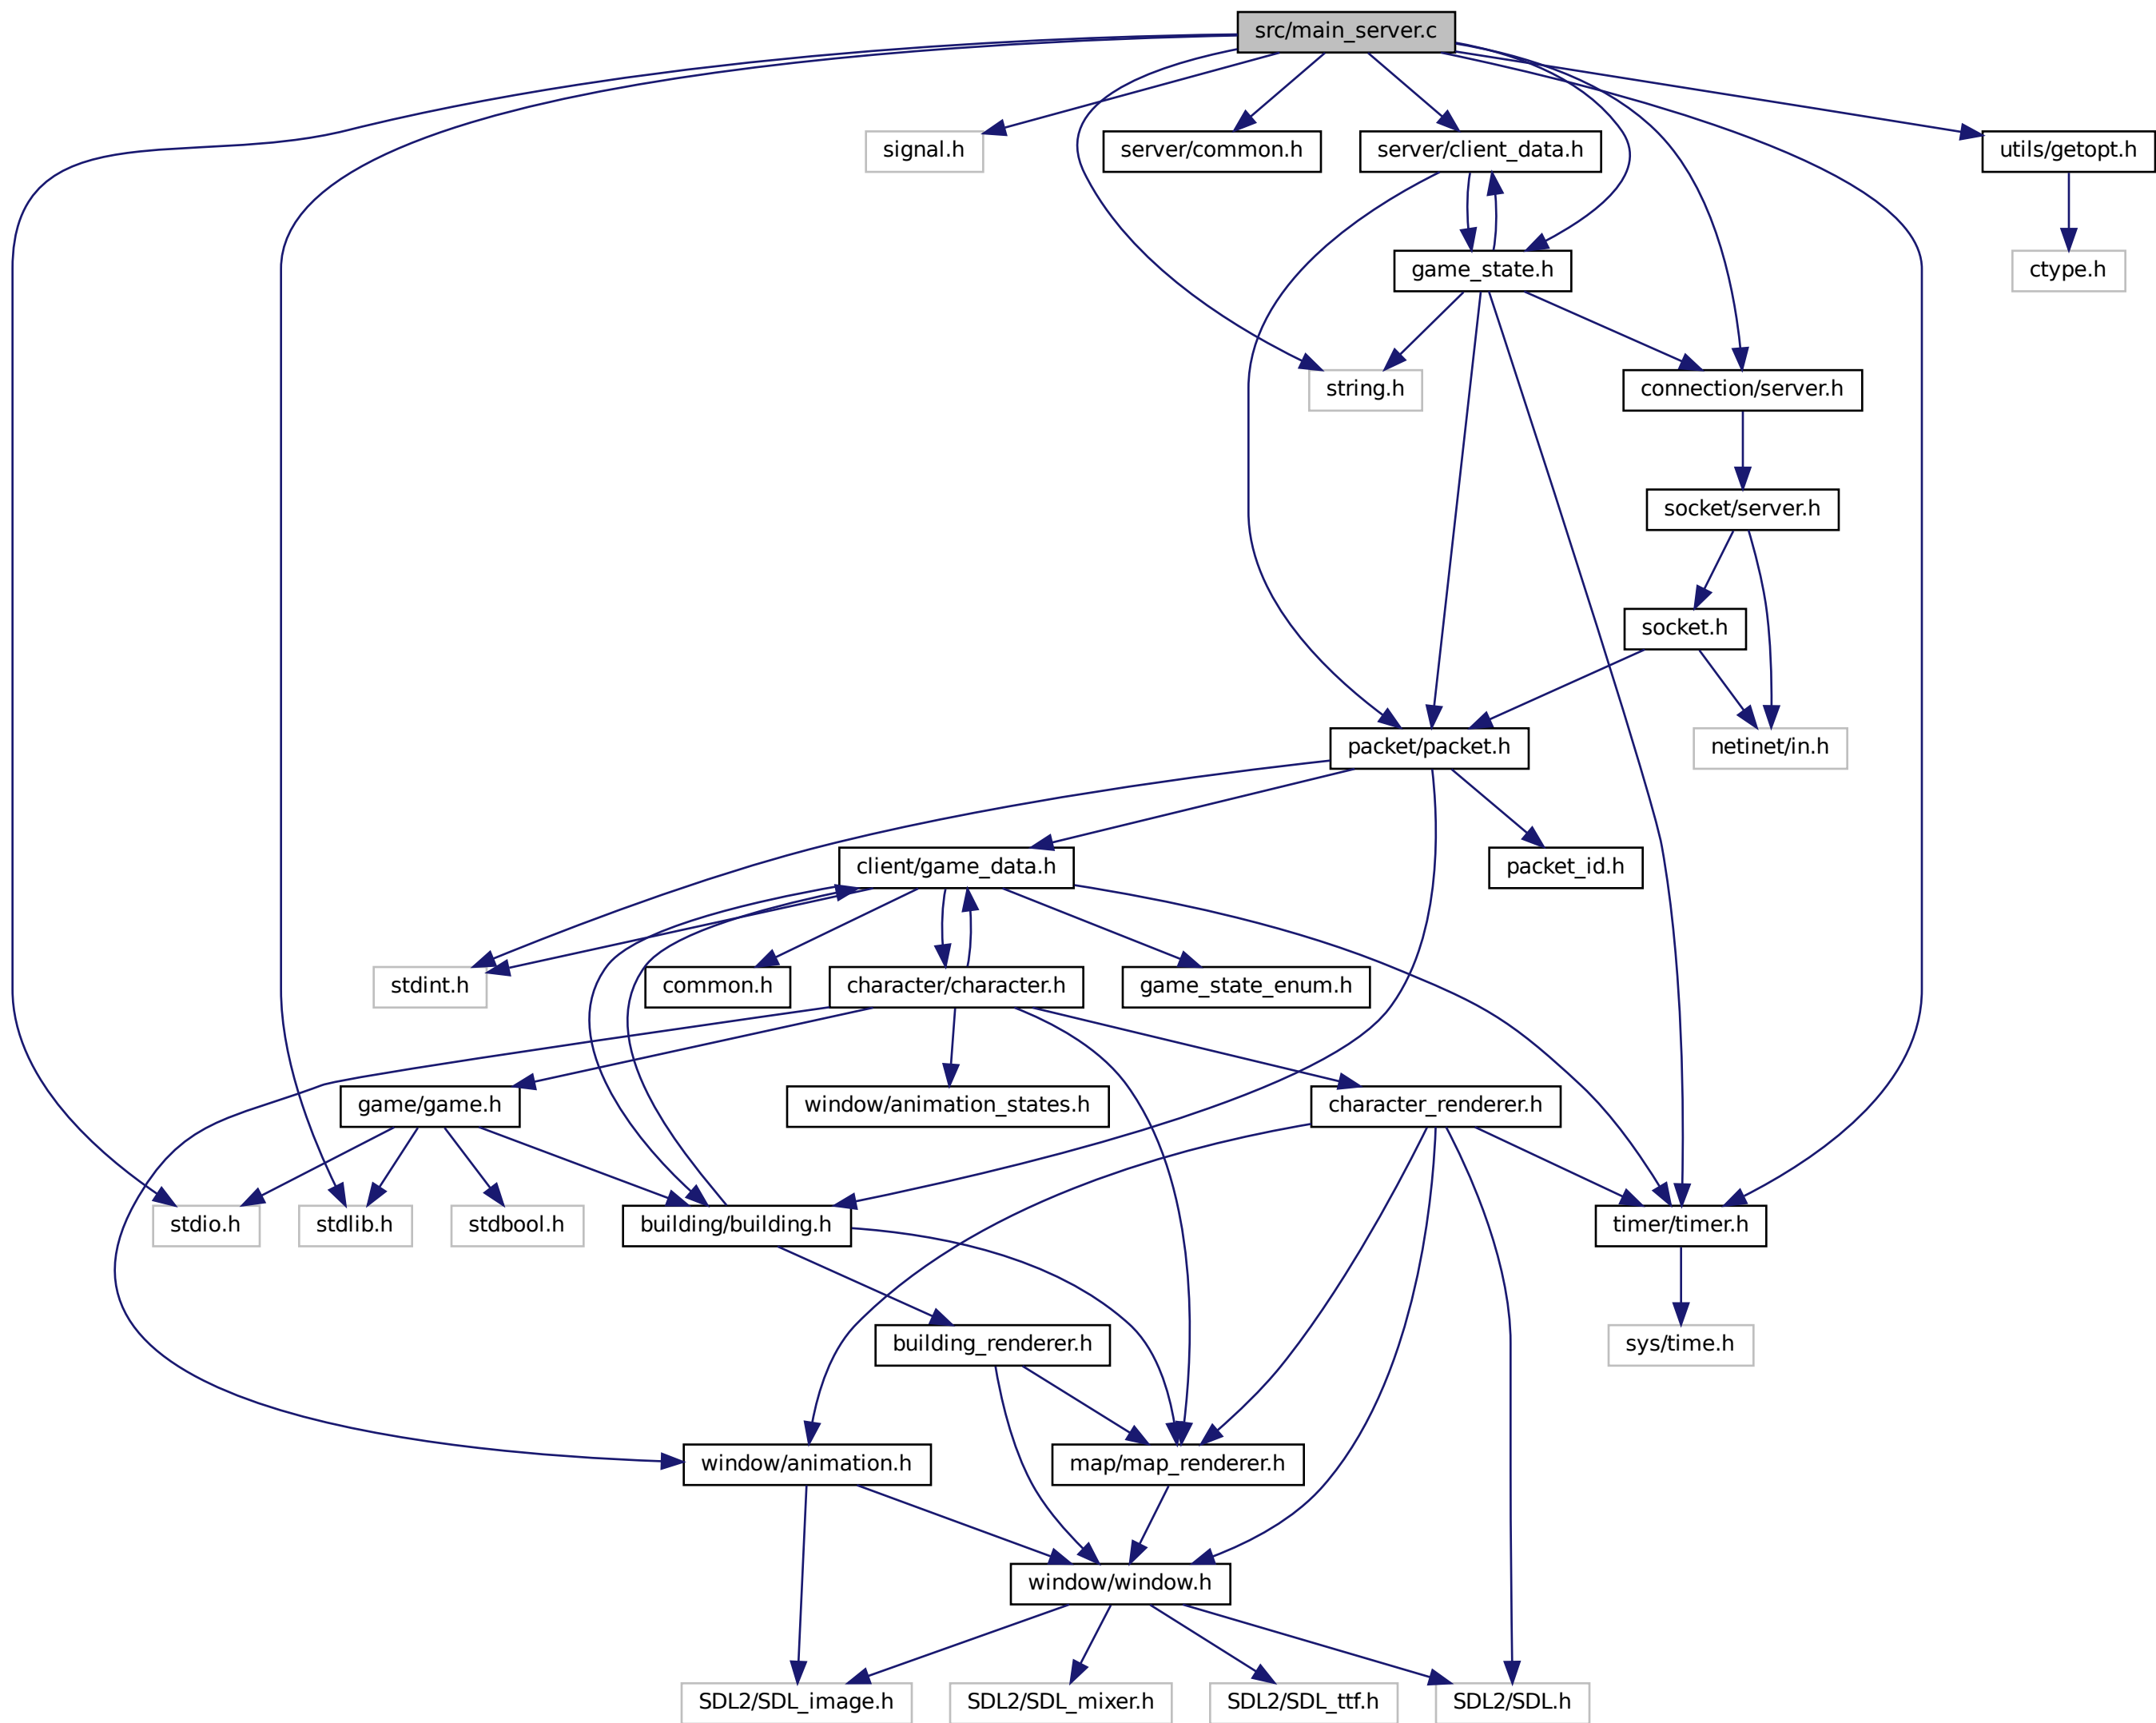 src/main_server.c
signal.h
server/common.h
server/client_data.h
utils/getopt.h
game_state.h
ctype.h
string.h
connection/server.h
socket/server.h
socket.h
packet/packet.h
netinet/in.h
client/game_data.h
packet_id.h
stdint.h
common.h
character/character.h
game_state_enum.h
game/game.h
window/animation_states.h
character_renderer.h
stdio.h
stdlib.h
stdbool.h
building/building.h
timer/timer.h
building_renderer.h
sys/time.h
window/animation.h
map/map_renderer.h
window/window.h
SDL2/SDL_image.h
SDL2/SDL_mixer.h
SDL2/SDL_ttf.h
SDL2/SDL.h